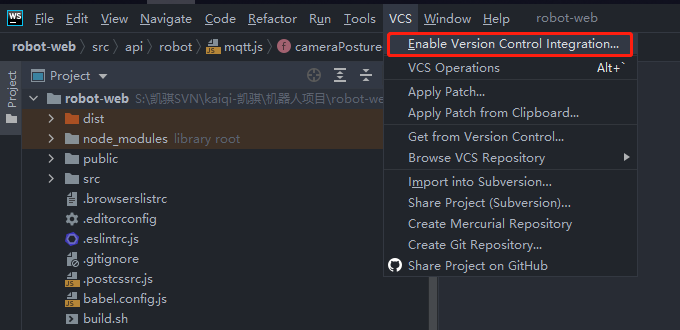 WS File Edit View Navigate Code Refactor Run Tools VCS Window Help robot-web
robot-web src api robot mqtt.js f cameraPosture
Enable Version Control Integration...
VCS Operations Alt+`
Apply Patch...
Apply Patch from Clipboard...
Get from Version Control...
Browse VCS Repository
Import into Subversion...
Share Project (Subversion)...
Create Mercurial Repository
Create Git Repository...
Share Project on GitHub
Project
Project
robot-web S:\凯骐SVN\kaiqi-凯骐\机器人项目\robot-we
dist
node_modules library root
public
src
.browserslistrc
.editorconfig
.eslintrc.js
.gitignore
.postcssrc.js
babel.config.js
build.sh